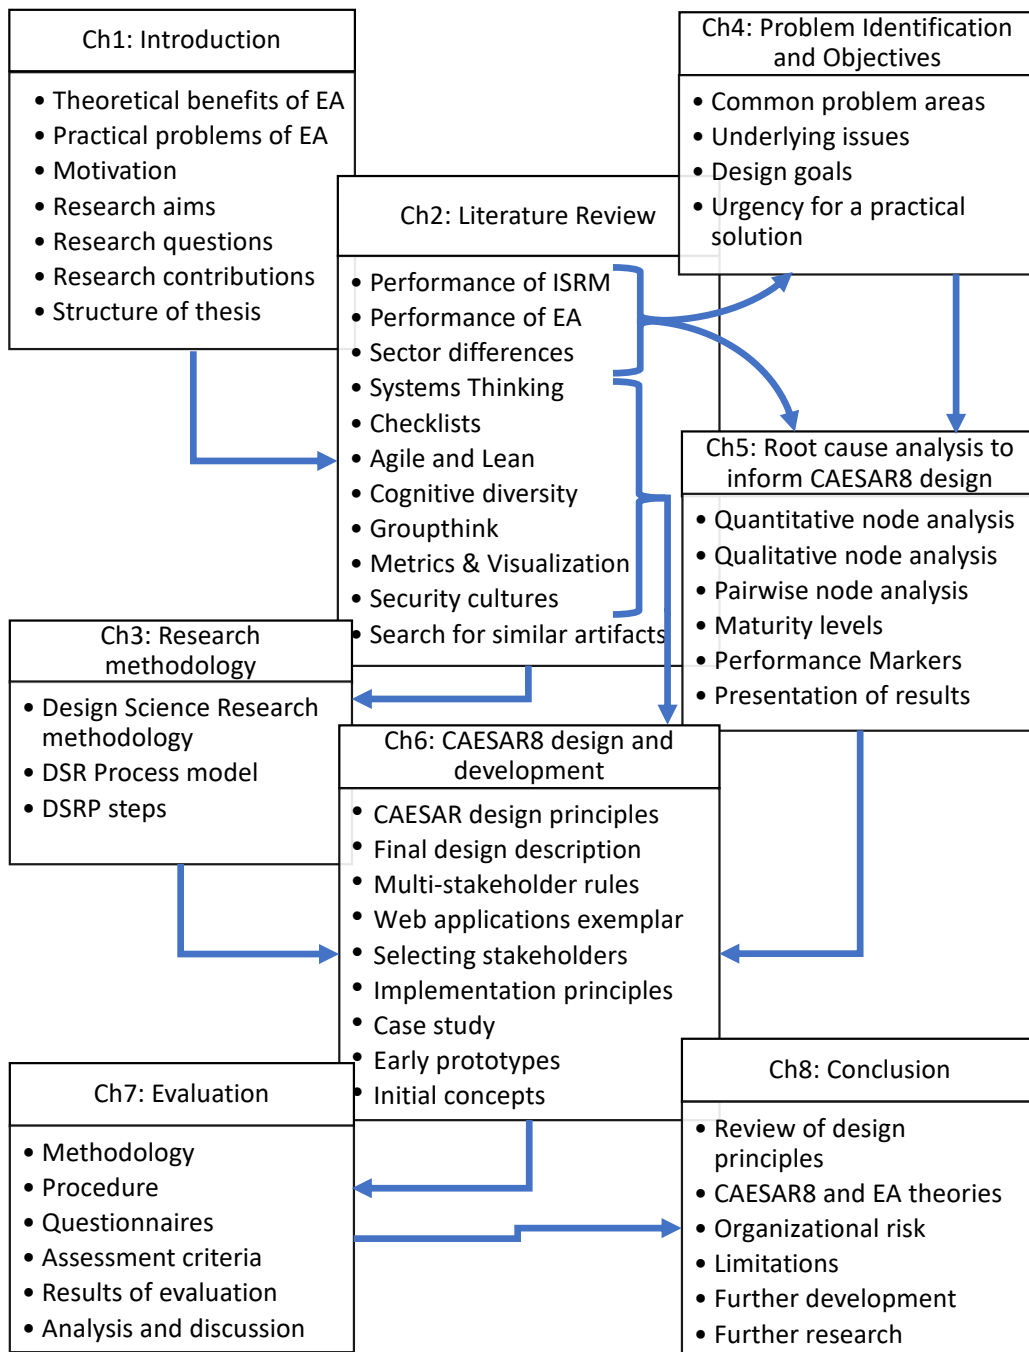 Ch1: Introduction
• Theoretical benefits of EA
• Practical problems of EA
• Motivation
• Research aims
• Research questions
• Research contributions
• Structure of thesis
Ch2: Literature Review
• Performance of ISRM
• Performance of EA
• Sector differences
• Systems Thinking
• Checklists
• Agile and Lean
• Cognitive diversity
• Groupthink
• Metrics & Visualization
• Security cultures
• Search for similar artifacts
Ch3: Research
methodology
• Design Science Research
methodology
• DSR Process model
• DSRP steps
Ch4: Problem Identification
and Objectives
• Common problem areas
• Underlying issues
• Design goals
• Urgency for a practical
solution
Ch5: Root cause analysis to
inform CAESAR8 design
• Quantitative node analysis
• Qualitative node analysis
• Pairwise node analysis
• Maturity levels
• Performance Markers
• Presentation of results
Ch6: CAESAR8 design and
development
• CAESAR design principles
• Final design description
• Multi-stakeholder rules
• Web applications exemplar
• Selecting stakeholders
• Implementation principles
• Case study
• Early prototypes
• Initial concepts
Ch7: Evaluation
• Methodology
• Procedure
• Questionnaires
• Assessment criteria
• Results of evaluation
• Analysis and discussion
Ch8: Conclusion
• Review of design
principles
• CAESAR8 and EA theories
• Organizational risk
• Limitations
• Further development
• Further research